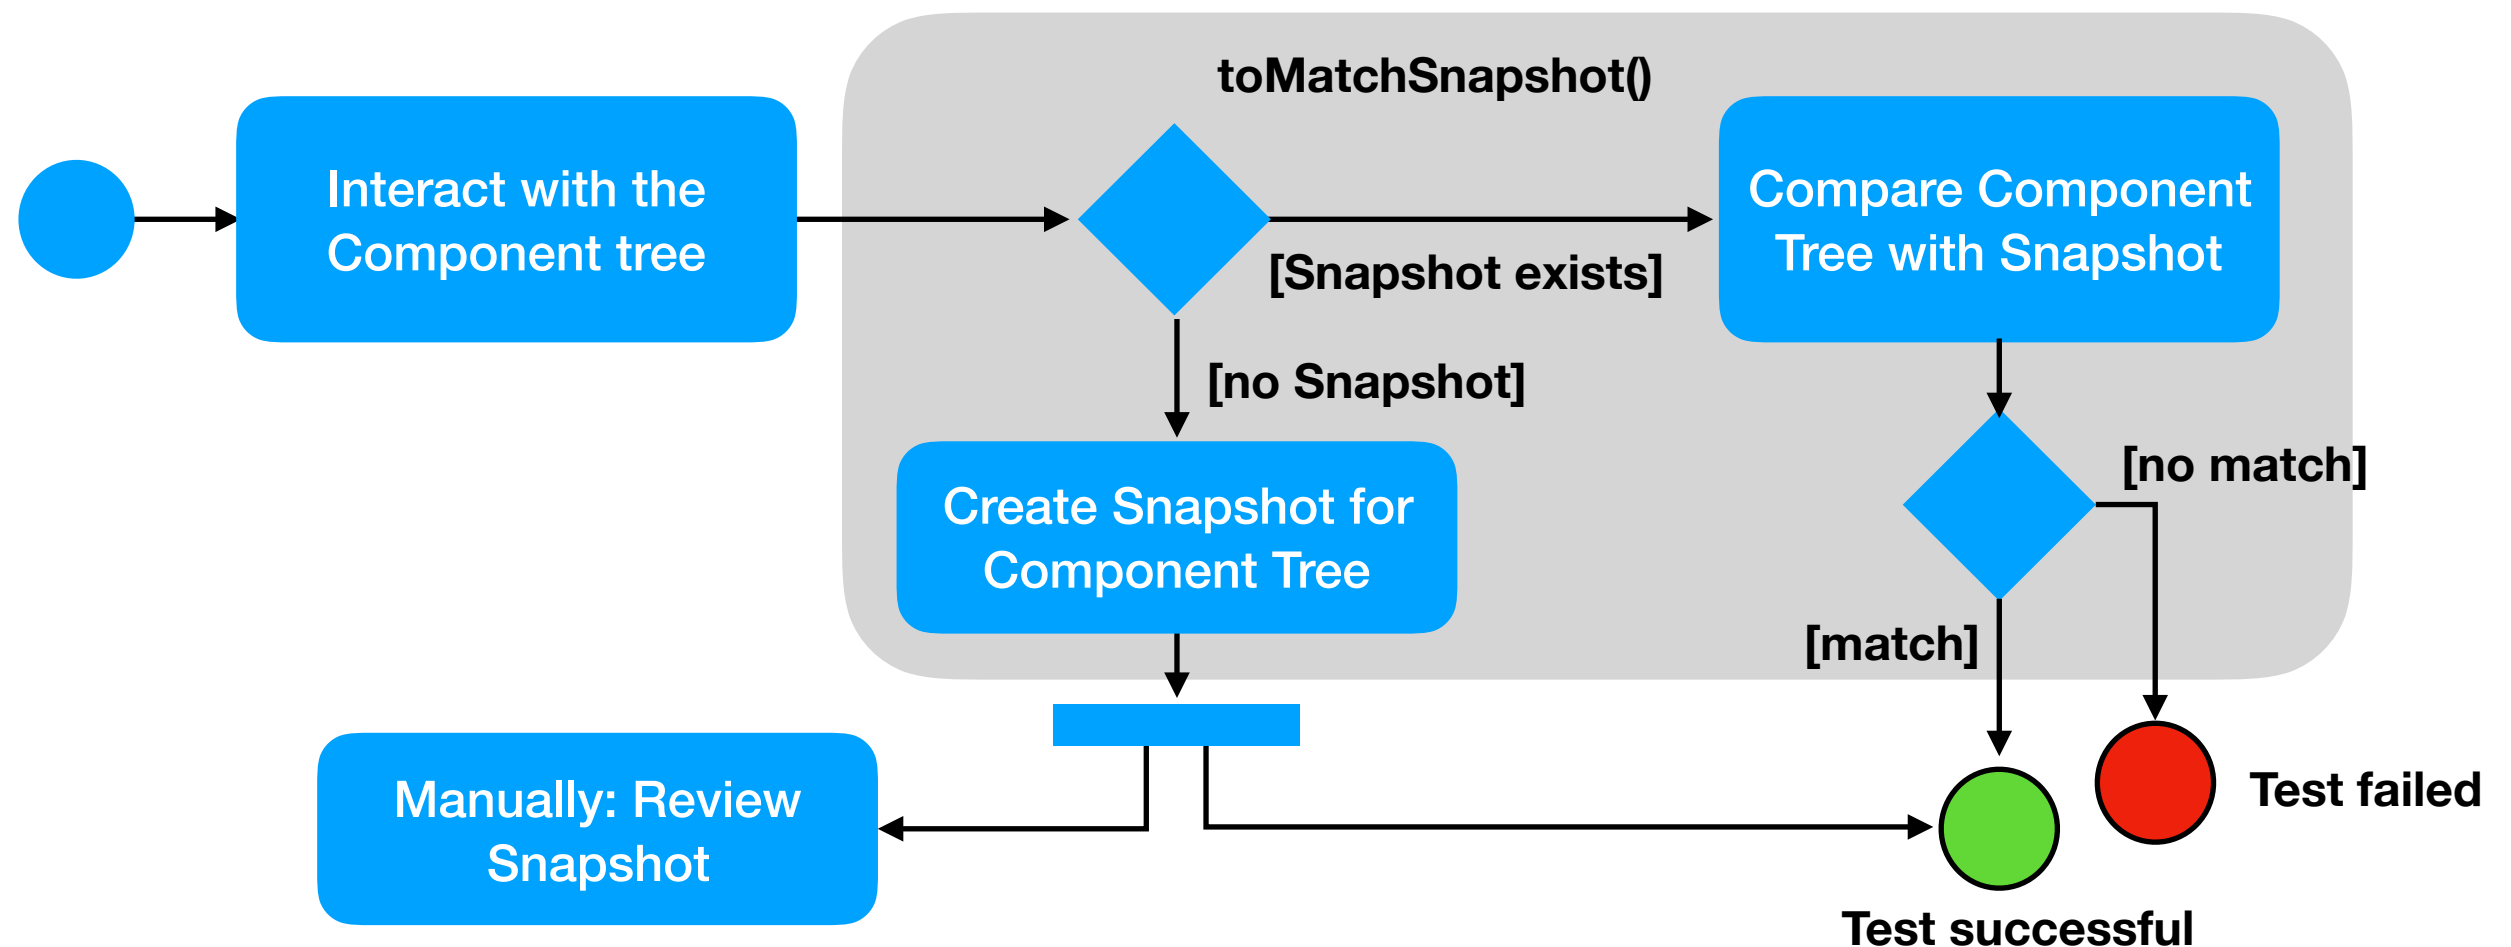 toMatchSnapshot()
Interact with the
Component tree
Compare Component
Tree with Snapshot
[Snapshot exists]
[no Snapshot]
[no match]
Create Snapshot for
Component Tree
[match]
Manually: Review
Snapshot
Test failed
Test successful